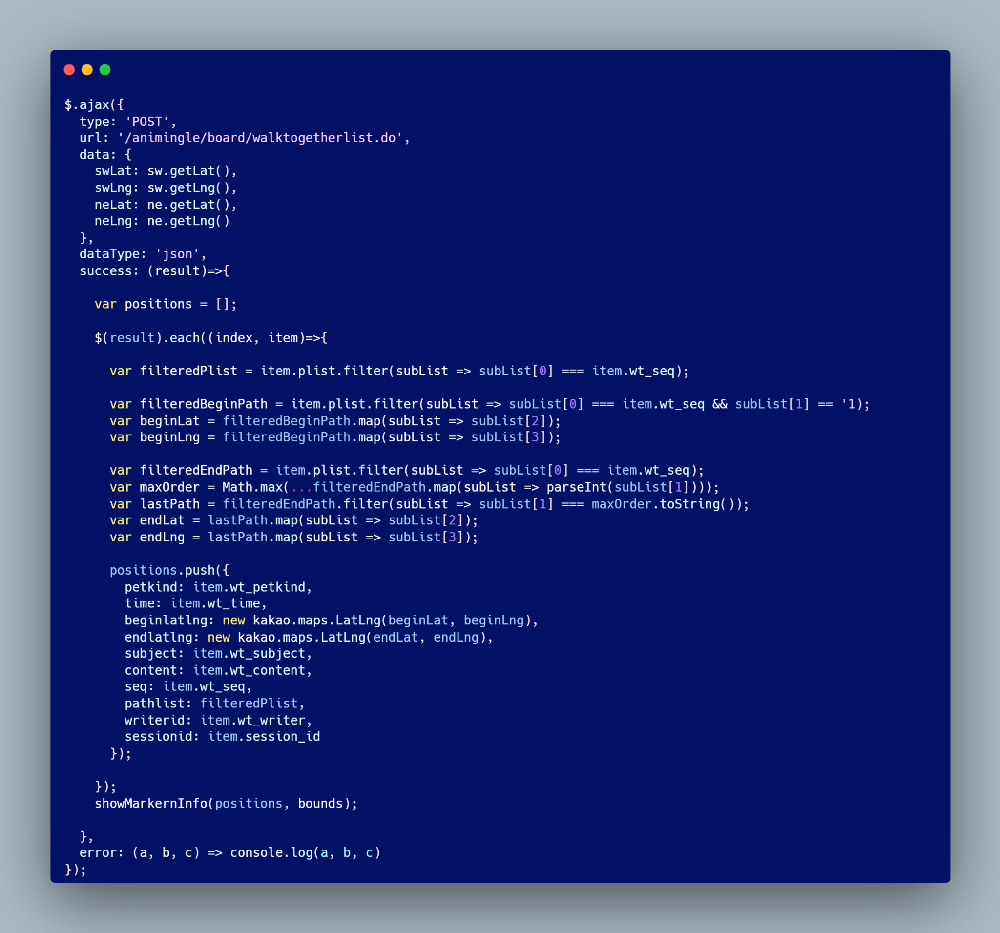 $.ajax({
  type: 'POST',
  url: '/animingle/board/walktogetherlist.do',
  data: {
    swLat: sw.getLat(),
    swLng: sw.getLng(),
    neLat: ne.getLat(),
    neLng: ne.getLng()
  },
  dataType: 'json',
  success: (result)=>{

    var positions = [];

    $(result).each((index, item)=>{

      var filteredPlist = item.plist.filter(subList => subList[0] === item.wt_seq);

      var filteredBeginPath = item.plist.filter(subList => subList[0] === item.wt_seq && subList[1] == '1);
      var beginLat = filteredBeginPath.map(subList => subList[2]);
      var beginLng = filteredBeginPath.map(subList => subList[3]);

      var filteredEndPath = item.plist.filter(subList => subList[0] === item.wt_seq);
      var maxOrder = Math.max(...filteredEndPath.map(subList => parseInt(subList[1])));
      var lastPath = filteredEndPath.filter(subList => subList[1] === maxOrder.toString());
      var endLat = lastPath.map(subList => subList[2]);
      var endLng = lastPath.map(subList => subList[3]);

      positions.push({
        petkind: item.wt_petkind,
        time: item.wt_time,
        beginlatlng: new kakao.maps.LatLng(beginLat, beginLng),
        endlatlng: new kakao.maps.LatLng(endLat, endLng),
        subject: item.wt_subject,
        content: item.wt_content,
        seq: item.wt_seq,
        pathlist: filteredPlist,
        writerid: item.wt_writer,
        sessionid: item.session_id
      });

    });
    showMarkernInfo(positions, bounds);

  },
  error: (a, b, c) => console.log(a, b, c)
});